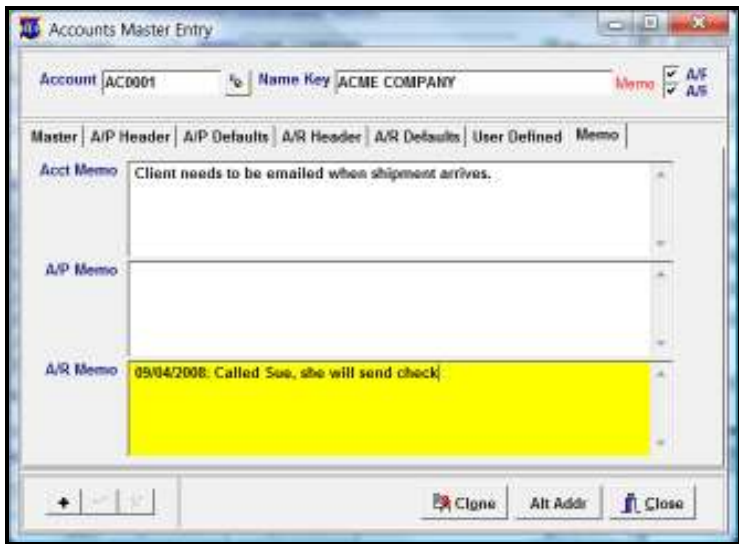 Accounts Master Entry
Account AC0001 Name Key ACME COMPANY Memo A/P
A/R
Master A/P Header A/P Defaults A/R Header A/R Defaults User Defined Memo
Acct Memo Client needs to be emailed when shipment arrives.
A/P Memo
A/R Memo 09/04/2008: Called Sue, she will send check
Clone Alt Addr Close